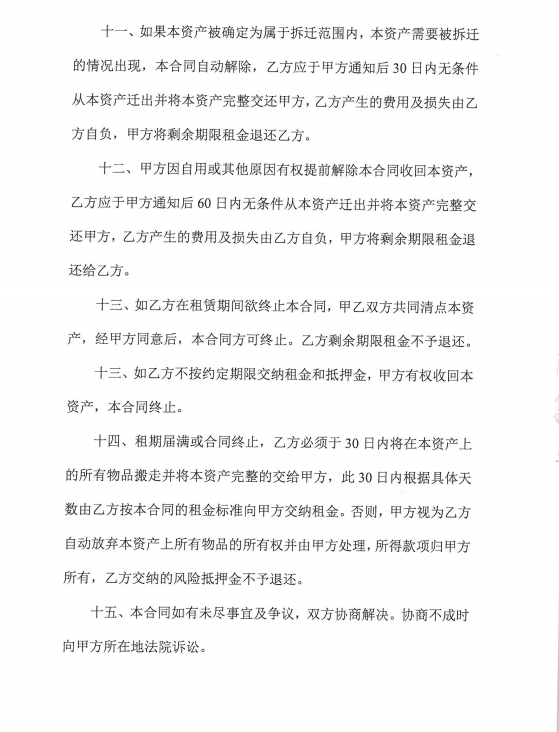 十一、如果本资产被确定为属于拆迁范围内，本资产需要被拆迁
的情况出现，本合同自动解除，乙方应于甲方通知后 30 日内无条件
从本资产迁出并将本资产完整交还甲方，乙方产生的费用及损失由乙
方自负，甲方将剩余期限租金退还乙方。
十二、甲方因自用或其他原因有权提前解除本合同收回本资产，
乙方应于甲方通知后 60 日内无条件从本资产迁出并将本资产完整交
还甲方，乙方产生的费用及损失由乙方自负，甲方将剩余期限租金退
还给乙方。
十三、如乙方在租赁期间欲终止本合同，甲乙双方共同清点本资
产，经甲方同意后，本合同方可终止。乙方剩余期限租金不予退还。
十三、如乙方不按约定期限交纳租金和抵押金，甲方有权收回本
资产，本合同终止。
十四、租期届满或合同终止，乙方必须于 30 日内将在本资产上
的所有物品搬走并将本资产完整的交给甲方，此 30 日内根据具体天
数由乙方按本合同的租金标准向甲方交纳租金。否则，甲方视为乙方
自动放弃本资产上所有物品的所有权并由甲方处理，所得款项归甲方
所有，乙方交纳的风险抵押金不予退还。
十五、本合同如有未尽事宜及争议，双方协商解决。协商不成时
向甲方所在地法院诉讼。